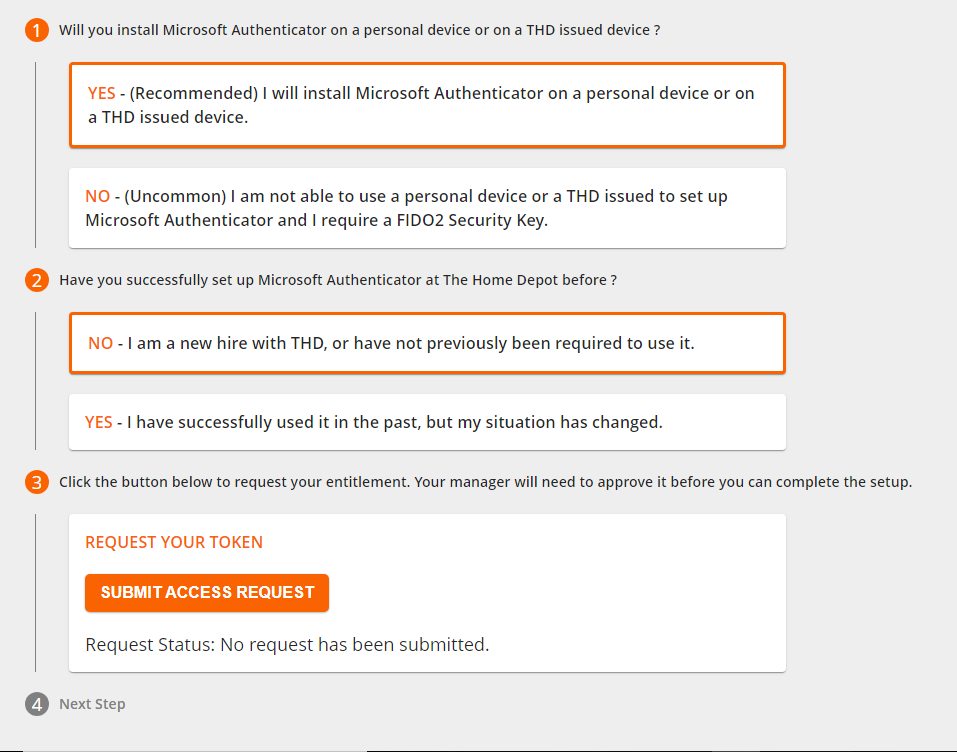 1 Will you install Microsoft Authenticator on a personal device or on a THD issued device ?
YES - (Recommended) I will install Microsoft Authenticator on a personal device or on
a THD issued device.
NO - (Uncommon) I am not able to use a personal device or a THD issued to set up
Microsoft Authenticator and I require a FIDO2 Security Key.
2 Have you successfully set up Microsoft Authenticator at The Home Depot before ?
NO - I am a new hire with THD, or have not previously been required to use it.
YES - I have successfully used it in the past, but my situation has changed.
3 Click the button below to request your entitlement. Your manager will need to approve it before you can complete the setup.
REQUEST YOUR TOKEN
SUBMIT ACCESS REQUEST
Request Status: No request has been submitted.
4 Next Step